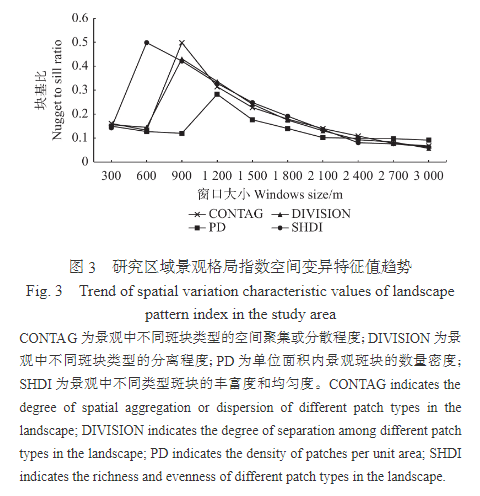 0.6
0.5
0.4
0.3
0.2
0.1
0
块基比
Nugget to sill ratio
300 600 900 1 200 1 500 1 800 2 100 2 400 2 700 3 000
窗口大小 Windows size/m
CONTAG DIVISION
PD SHDI
图 3 研究区域景观格局指数空间变异特征值趋势
Fig. 3 Trend of spatial variation characteristic values of landscape
pattern index in the study area
CONTAG 为景观中不同斑块类型的空间聚集或分散程度; DIVISION 为景
观中不同斑块类型的分离程度; PD 为单位面积内景观斑块的数量密度;
SHDI 为景观中不同类型斑块的丰富度和均匀度。CONTAG indicates the
degree of spatial aggregation or dispersion of different patch types in the
landscape; DIVISION indicates the degree of separation among different patch
types in the landscape; PD indicates the density of patches per unit area; SHDI
indicates the richness and evenness of different patch types in the landscape.